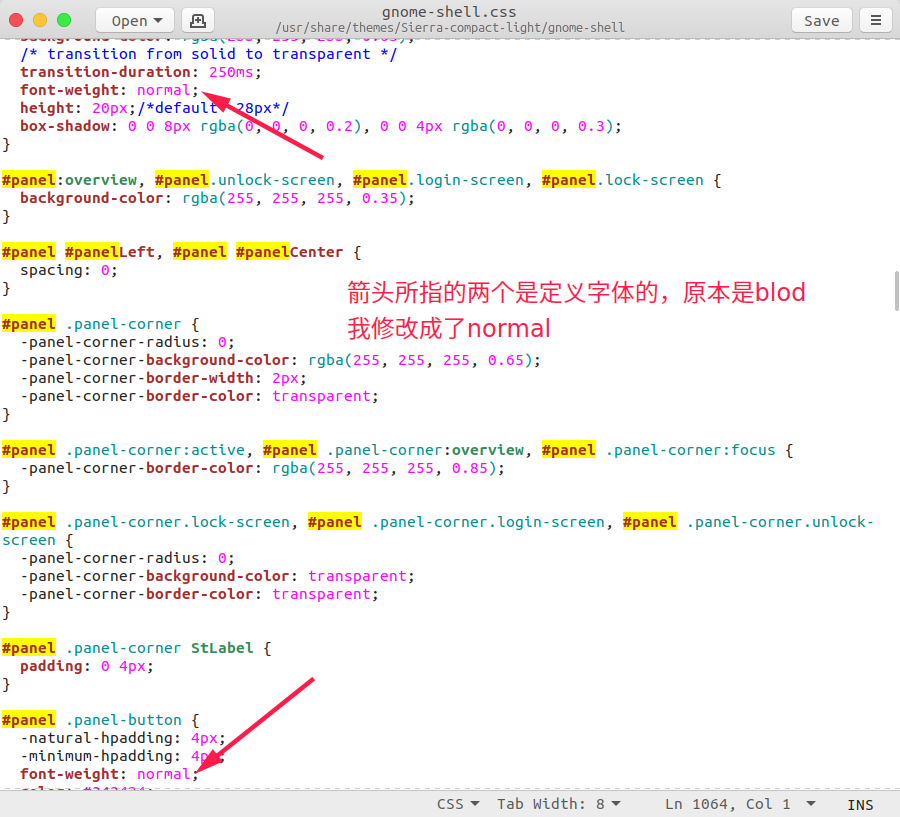 Open
gnome-shell.css
/usr/share/themes/Sierra-compact-light/gnome-shell
Save
/* transition from solid to transparent */
transition-duration: 250ms;
font-weight: normal;
height: 20px;/*default 28px*/
box-shadow: 0 0 8px rgba(0, 0, 0, 0.2), 0 0 4px rgba(0, 0, 0, 0.3);
}
#panel:overview, #panel.unlock-screen, #panel.login-screen, #panel.lock-screen {
background-color: rgba(255, 255, 255, 0.35);
}
#panel #panelLeft, #panel #panelCenter {
spacing: 0;
}
箭头所指的两个是定义字体的，原本是blod
我修改成了normal
#panel .panel-corner {
-panel-corner-radius: 0;
-panel-corner-background-color: rgba(255, 255, 255, 0.65);
-panel-corner-border-width: 2px;
-panel-corner-border-color: transparent;
}
#panel .panel-corner:active, #panel .panel-corner:overview, #panel .panel-corner:focus {
-panel-corner-border-color: rgba(255, 255, 255, 0.85);
}
#panel .panel-corner.lock-screen, #panel .panel-corner.login-screen, #panel .panel-corner.unlock-
screen {
-panel-corner-radius: 0;
-panel-corner-background-color: transparent;
-panel-corner-border-color: transparent;
}
#panel .panel-corner StLabel {
padding: 0 4px;
}
#panel .panel-button {
-natural-hpadding: 4px;
-minimum-hpadding: 4px;
font-weight: normal;
CSS Tab Width: 8 Ln 1064, Col 1 INS